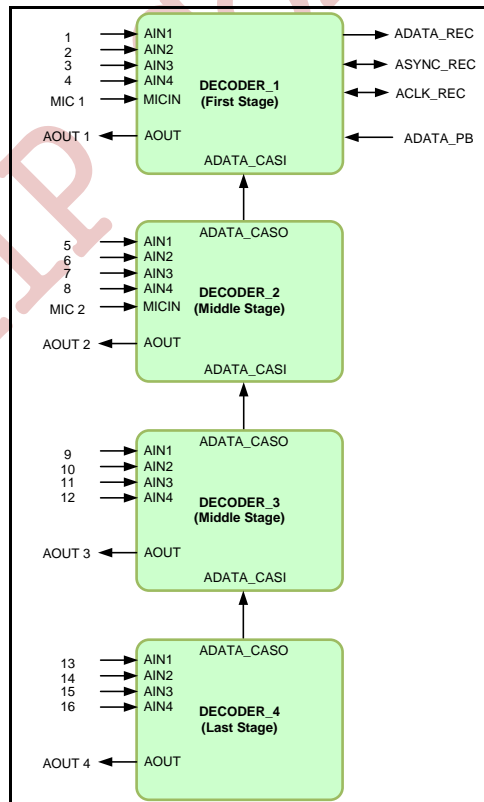 1 AIN1 ADATA_REC
2 AIN2
3 AIN3 ASYNC_REC
4 AIN4
DECODER_1
MIC 1 MICIN (First Stage) ACLK_REC
AOUT 1 AOUT ADATA_PB
ADATA_CASI
ADATA_CASO
5 AIN1
6 AIN2
7 AIN3
8 AIN4 DECODER_2
MIC 2 MICIN (Middle Stage)
AOUT 2 AOUT
ADATA_CASI
ADATA_CASO
9 AIN1
10 AIN2
11 AIN3
12 AIN4 DECODER_3
(Middle Stage)
AOUT 3 AOUT
ADATA_CASI
ADATA_CASO
13 AIN1
14 AIN2
15 AIN3
16 AIN4 DECODER_4
(Last Stage)
AOUT 4 AOUT